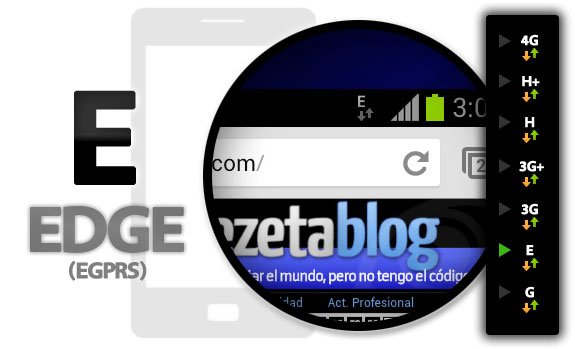 E
EDGE
(EGPRS)
E
3:0
.com/
2
ezetablog
ar el mundo, pero no tengo el códig
idad Act. Profesional
4G
H+
H
3G+
3G
E
G